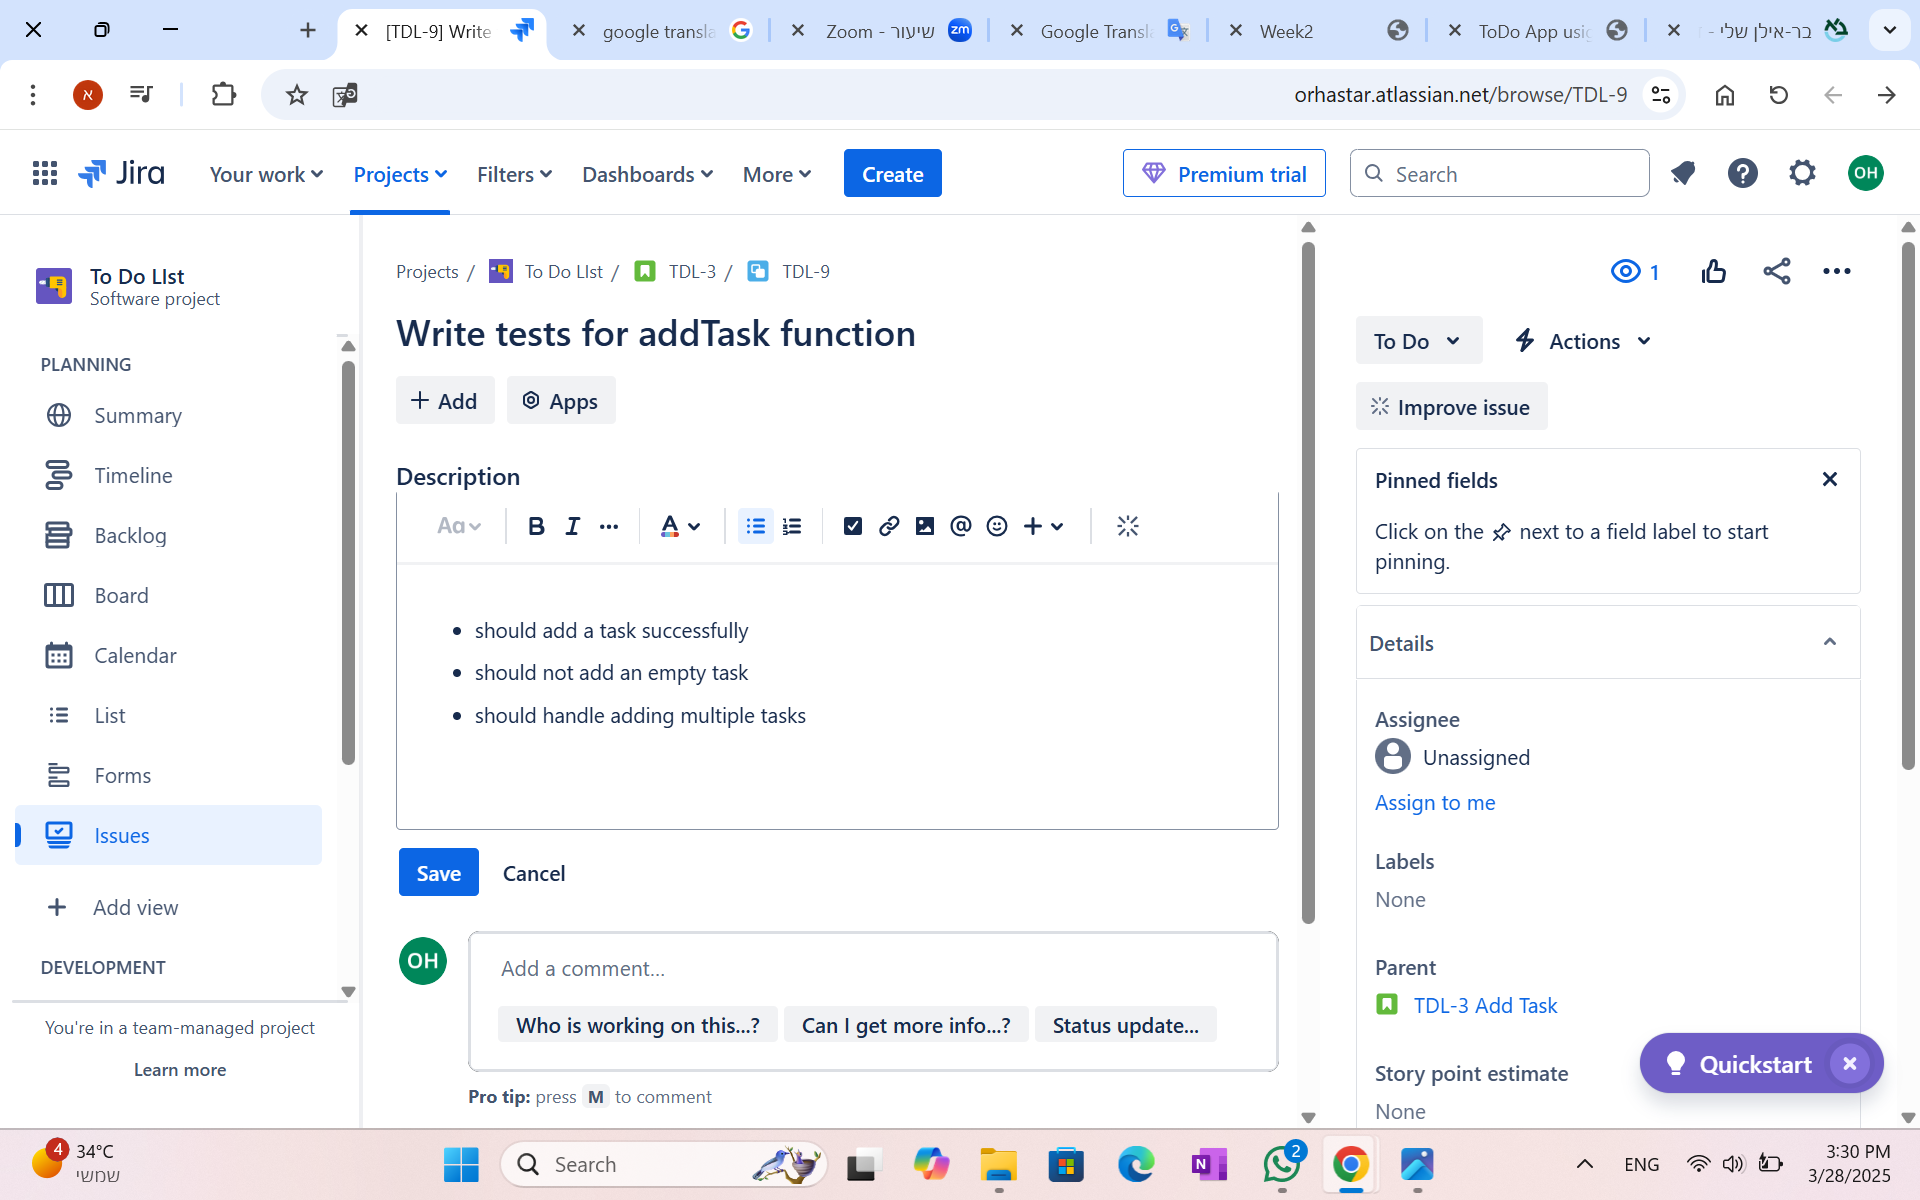 [TDL-9] Write
google transla
שיעור - Zoom
Google Transla
Week2
ToDo App usi
בר-אילן שלי -
א
orhastar.atlassian.net/browse/TDL-9
Jira
Your work
Projects
Filters
Dashboards
More
Create
Premium trial
Search
OH
To Do LIst
Software project
PLANNING
Summary
Timeline
Backlog
Board
Calendar
List
Forms
Issues
Add view
DEVELOPMENT
You're in a team-managed project
Learn more
Projects / To Do LIst / TDL-3 / TDL-9
Write tests for addTask function
Add
Apps
Description
Aa B I ... A
should add a task successfully
should not add an empty task
should handle adding multiple tasks
Save
Cancel
OH
Add a comment...
Who is working on this...?
Can I get more info...?
Status update...
Pro tip: press M to comment
1
To Do
Actions
Improve issue
Pinned fields
Click on the next to a field label to start
pinning.
Details
Assignee
Unassigned
Assign to me
Labels
None
Parent
TDL-3 Add Task
Story point estimate
None
Quickstart
4
34°C
שמשי
Search
2
ENG
3:30 PM
3/28/2025